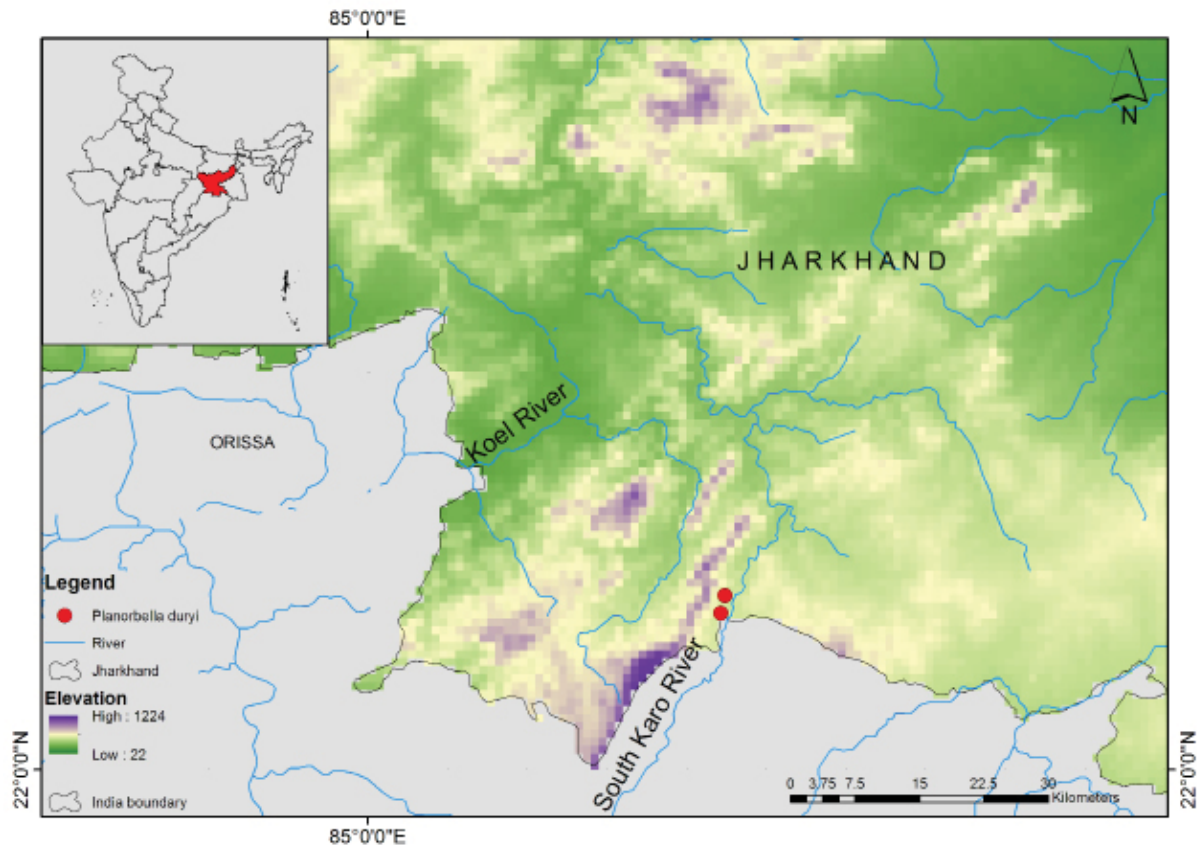 85°0'0"E
N
JHARKHAND
Koel River
ORISSA
South Karo River
Legend
Planorbella duryi
River
Jharkhand
Elevation
High : 1224
Low : 22
India boundary
22°0'0"N
22°0'0"N
0 3.75 7.5 15 22.5 30
Kilometers
85°0'0"E